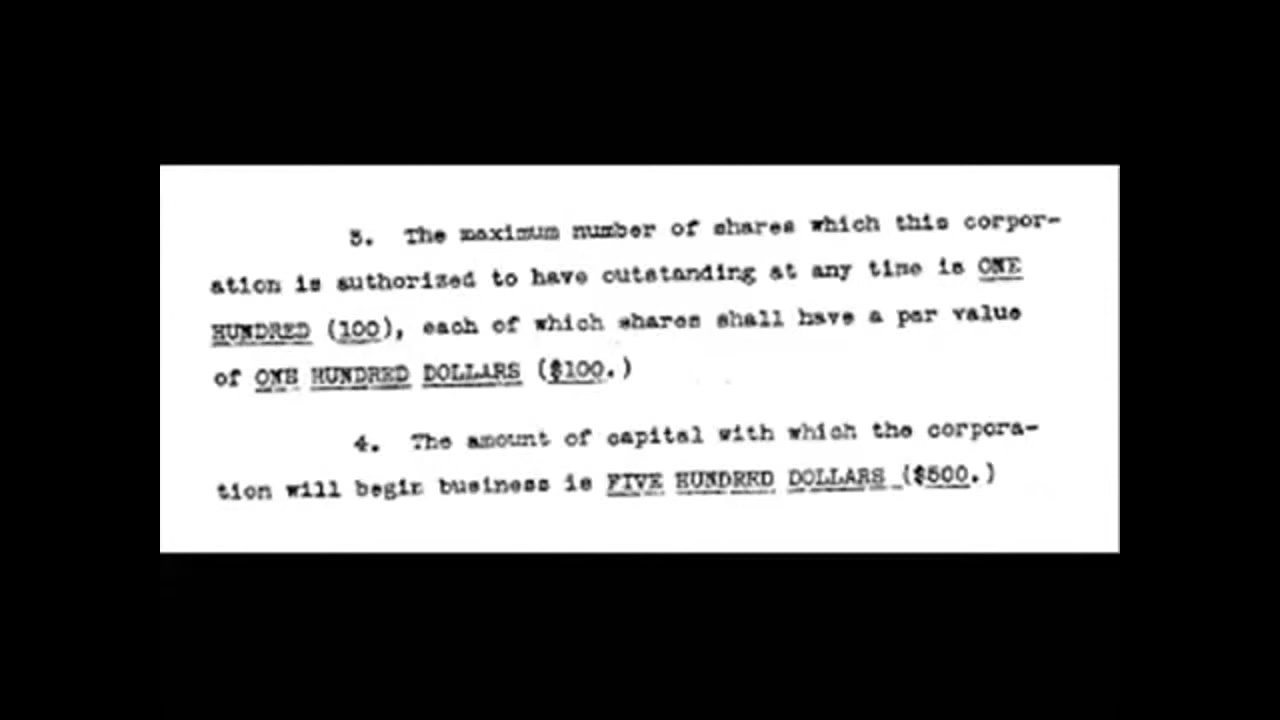 3. The maximum number of shares which this corpor-
ation is authorized to have outstanding at any time is ONE
HUNDRED (100), each of which shares shall have a par value
of ONE HUNDRED DOLLARS ($100.)
4. The amount of capital with which the corpora-
tion will begin business is FIVE HUNDRED DOLLARS ($500.)